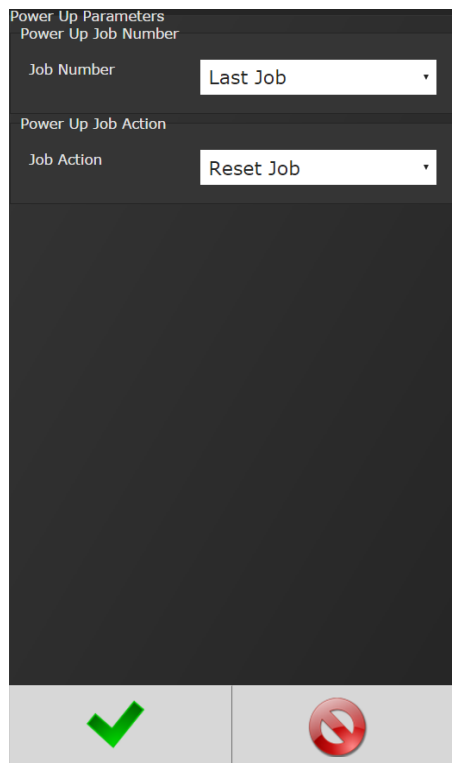 Power Up Parameters
Power Up Job Number
Job Number
Last Job
Power Up Job Action
Job Action
Reset Job